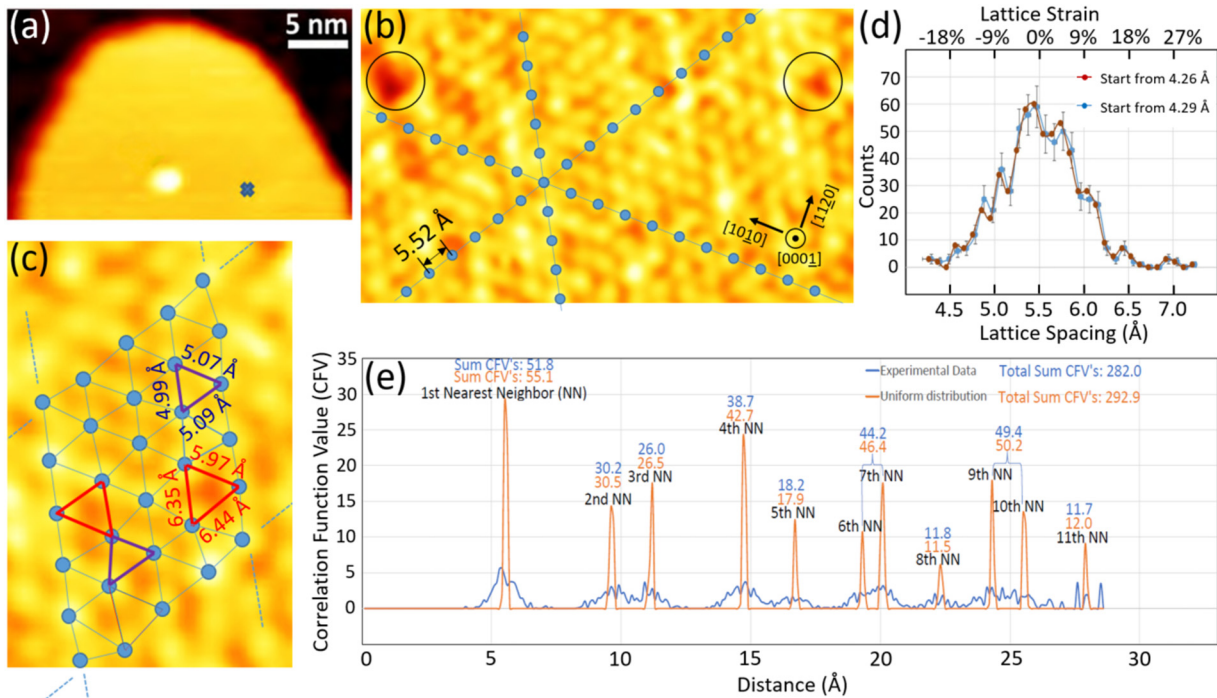 (a)
5 nm
(b)
5.52 Å
[1010]
[1120]
[0001]
(c)
5.07 Å
4.99 Å
5.09 Å
5.97 Å
6.35 Å
6.44 Å
(d)
Lattice Strain
-18% -9% 0% 9% 18% 27%
Start from 4.26 Å
Start from 4.29 Å
Counts
70
60
50
40
30
20
10
0
4.5 5.0 5.5 6.0 6.5 7.0
Lattice Spacing (Å)
(e)
Correlation Function Value (CFV)
35
30
25
20
15
10
5
0
Sum CFV's: 51.8
Sum CFV's: 55.1
1st Nearest Neighbor (NN)
30.2
30.5
2nd NN
26.0
26.5
3rd NN
38.7
42.7
4th NN
18.2
17.9
5th NN
44.2
46.4
6th NN
7th NN
11.8
11.5
8th NN
49.4
50.2
9th NN
10th NN
11.7
12.0
11th NN
Experimental Data Total Sum CFV's: 282.0
Uniform distribution Total Sum CFV's: 292.9
0 5 10 15 20 25 30
Distance (Å)